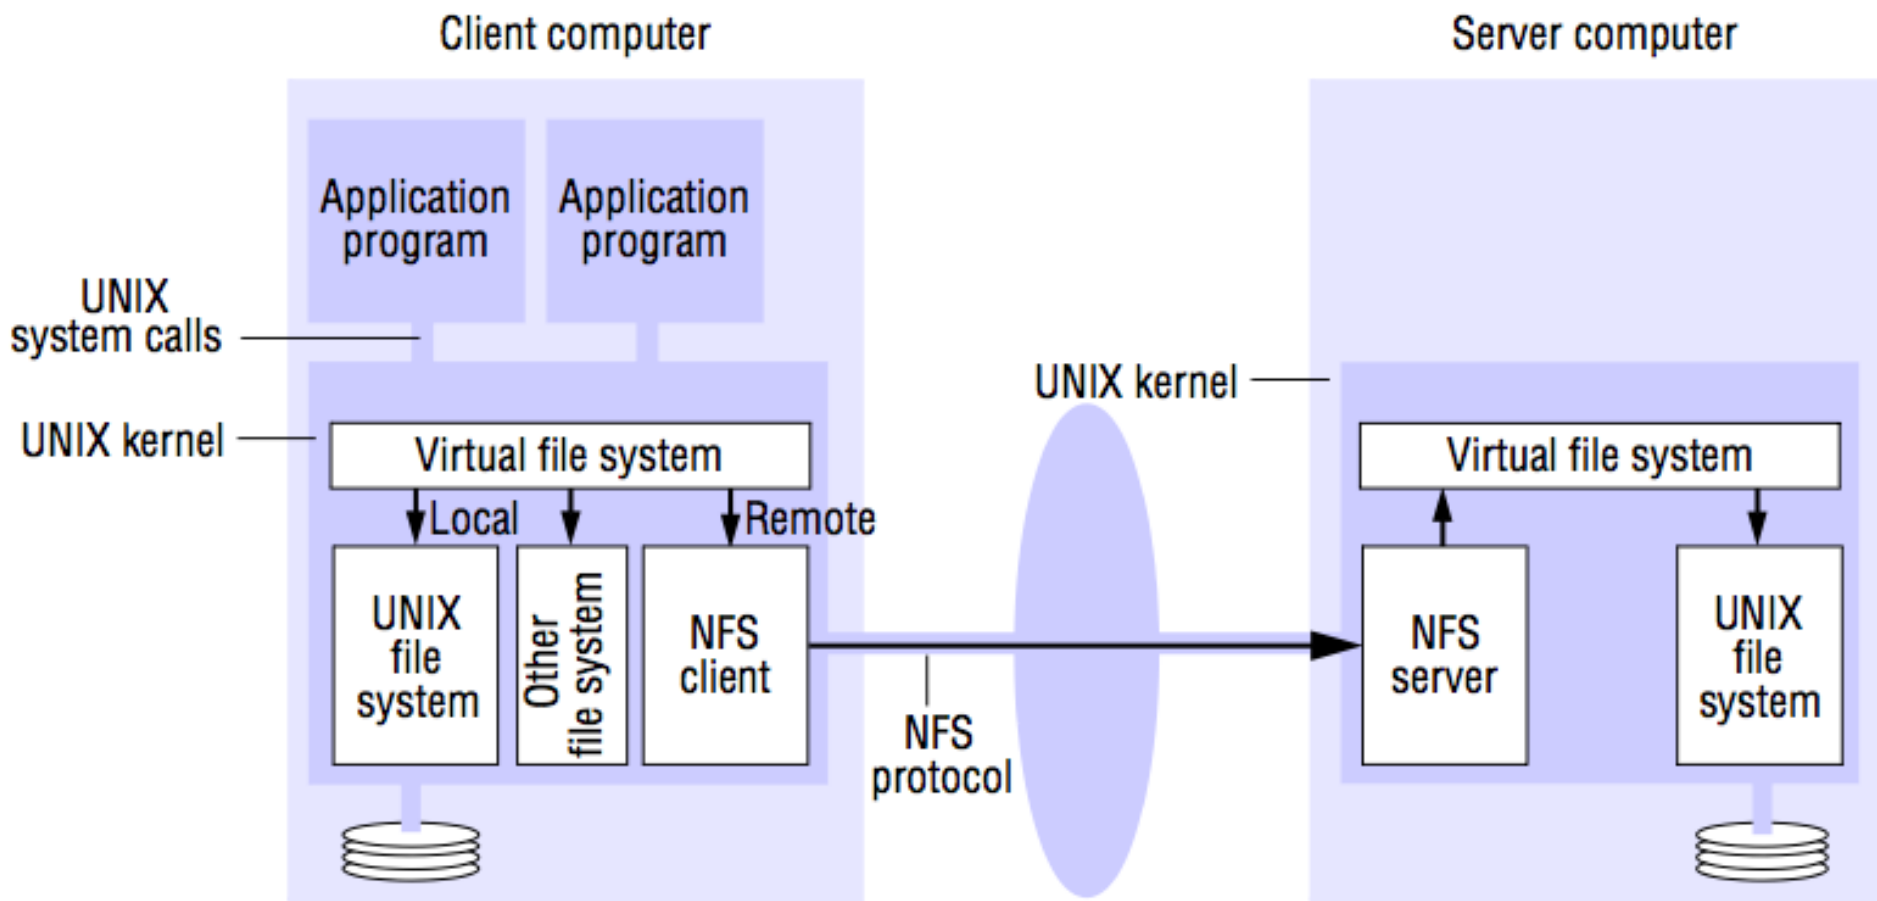 Client computer
Server computer
Application
program
Application
program
UNIX
system calls
UNIX kernel
UNIX kernel
Virtual file system
Virtual file system
Local
Remote
UNIX
file
system
Other
file system
NFS
client
NFS
protocol
NFS
server
UNIX
file
system